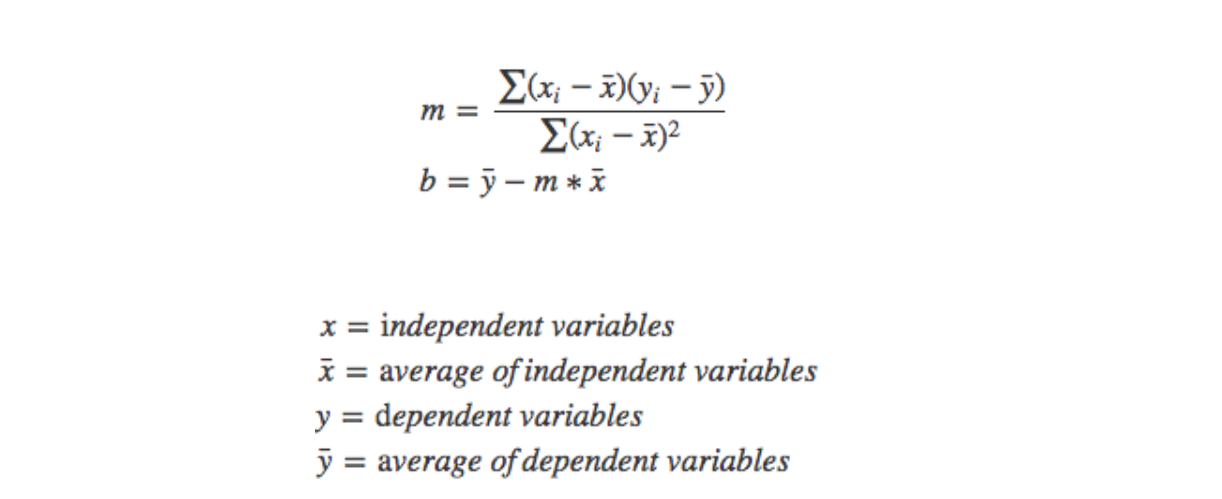 m = ∑(xᵢ − x̄)(yᵢ − ȳ) / ∑(xᵢ − x̄)²
b = ȳ − m ∗ x̄
x = independent variables
x̄ = average of independent variables
y = dependent variables
ȳ = average of dependent variables